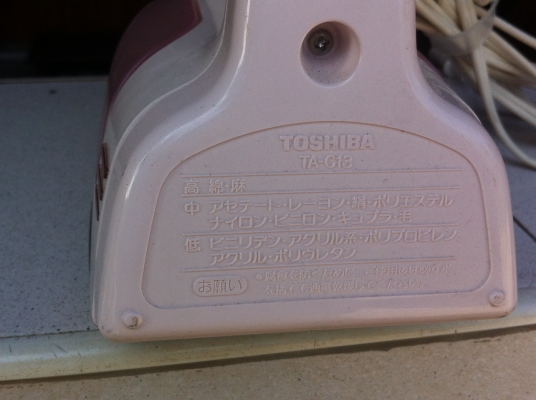 TOSHIBA
TA-G13
高 綿・麻
中 アセテート・レーヨン・絹・ポリエステル
ナイロン・ビニロン・キュプラ・毛
低 ビニリデン・アクリル系・ポリプロピレン
アクリル・ポリウレタン
お願い